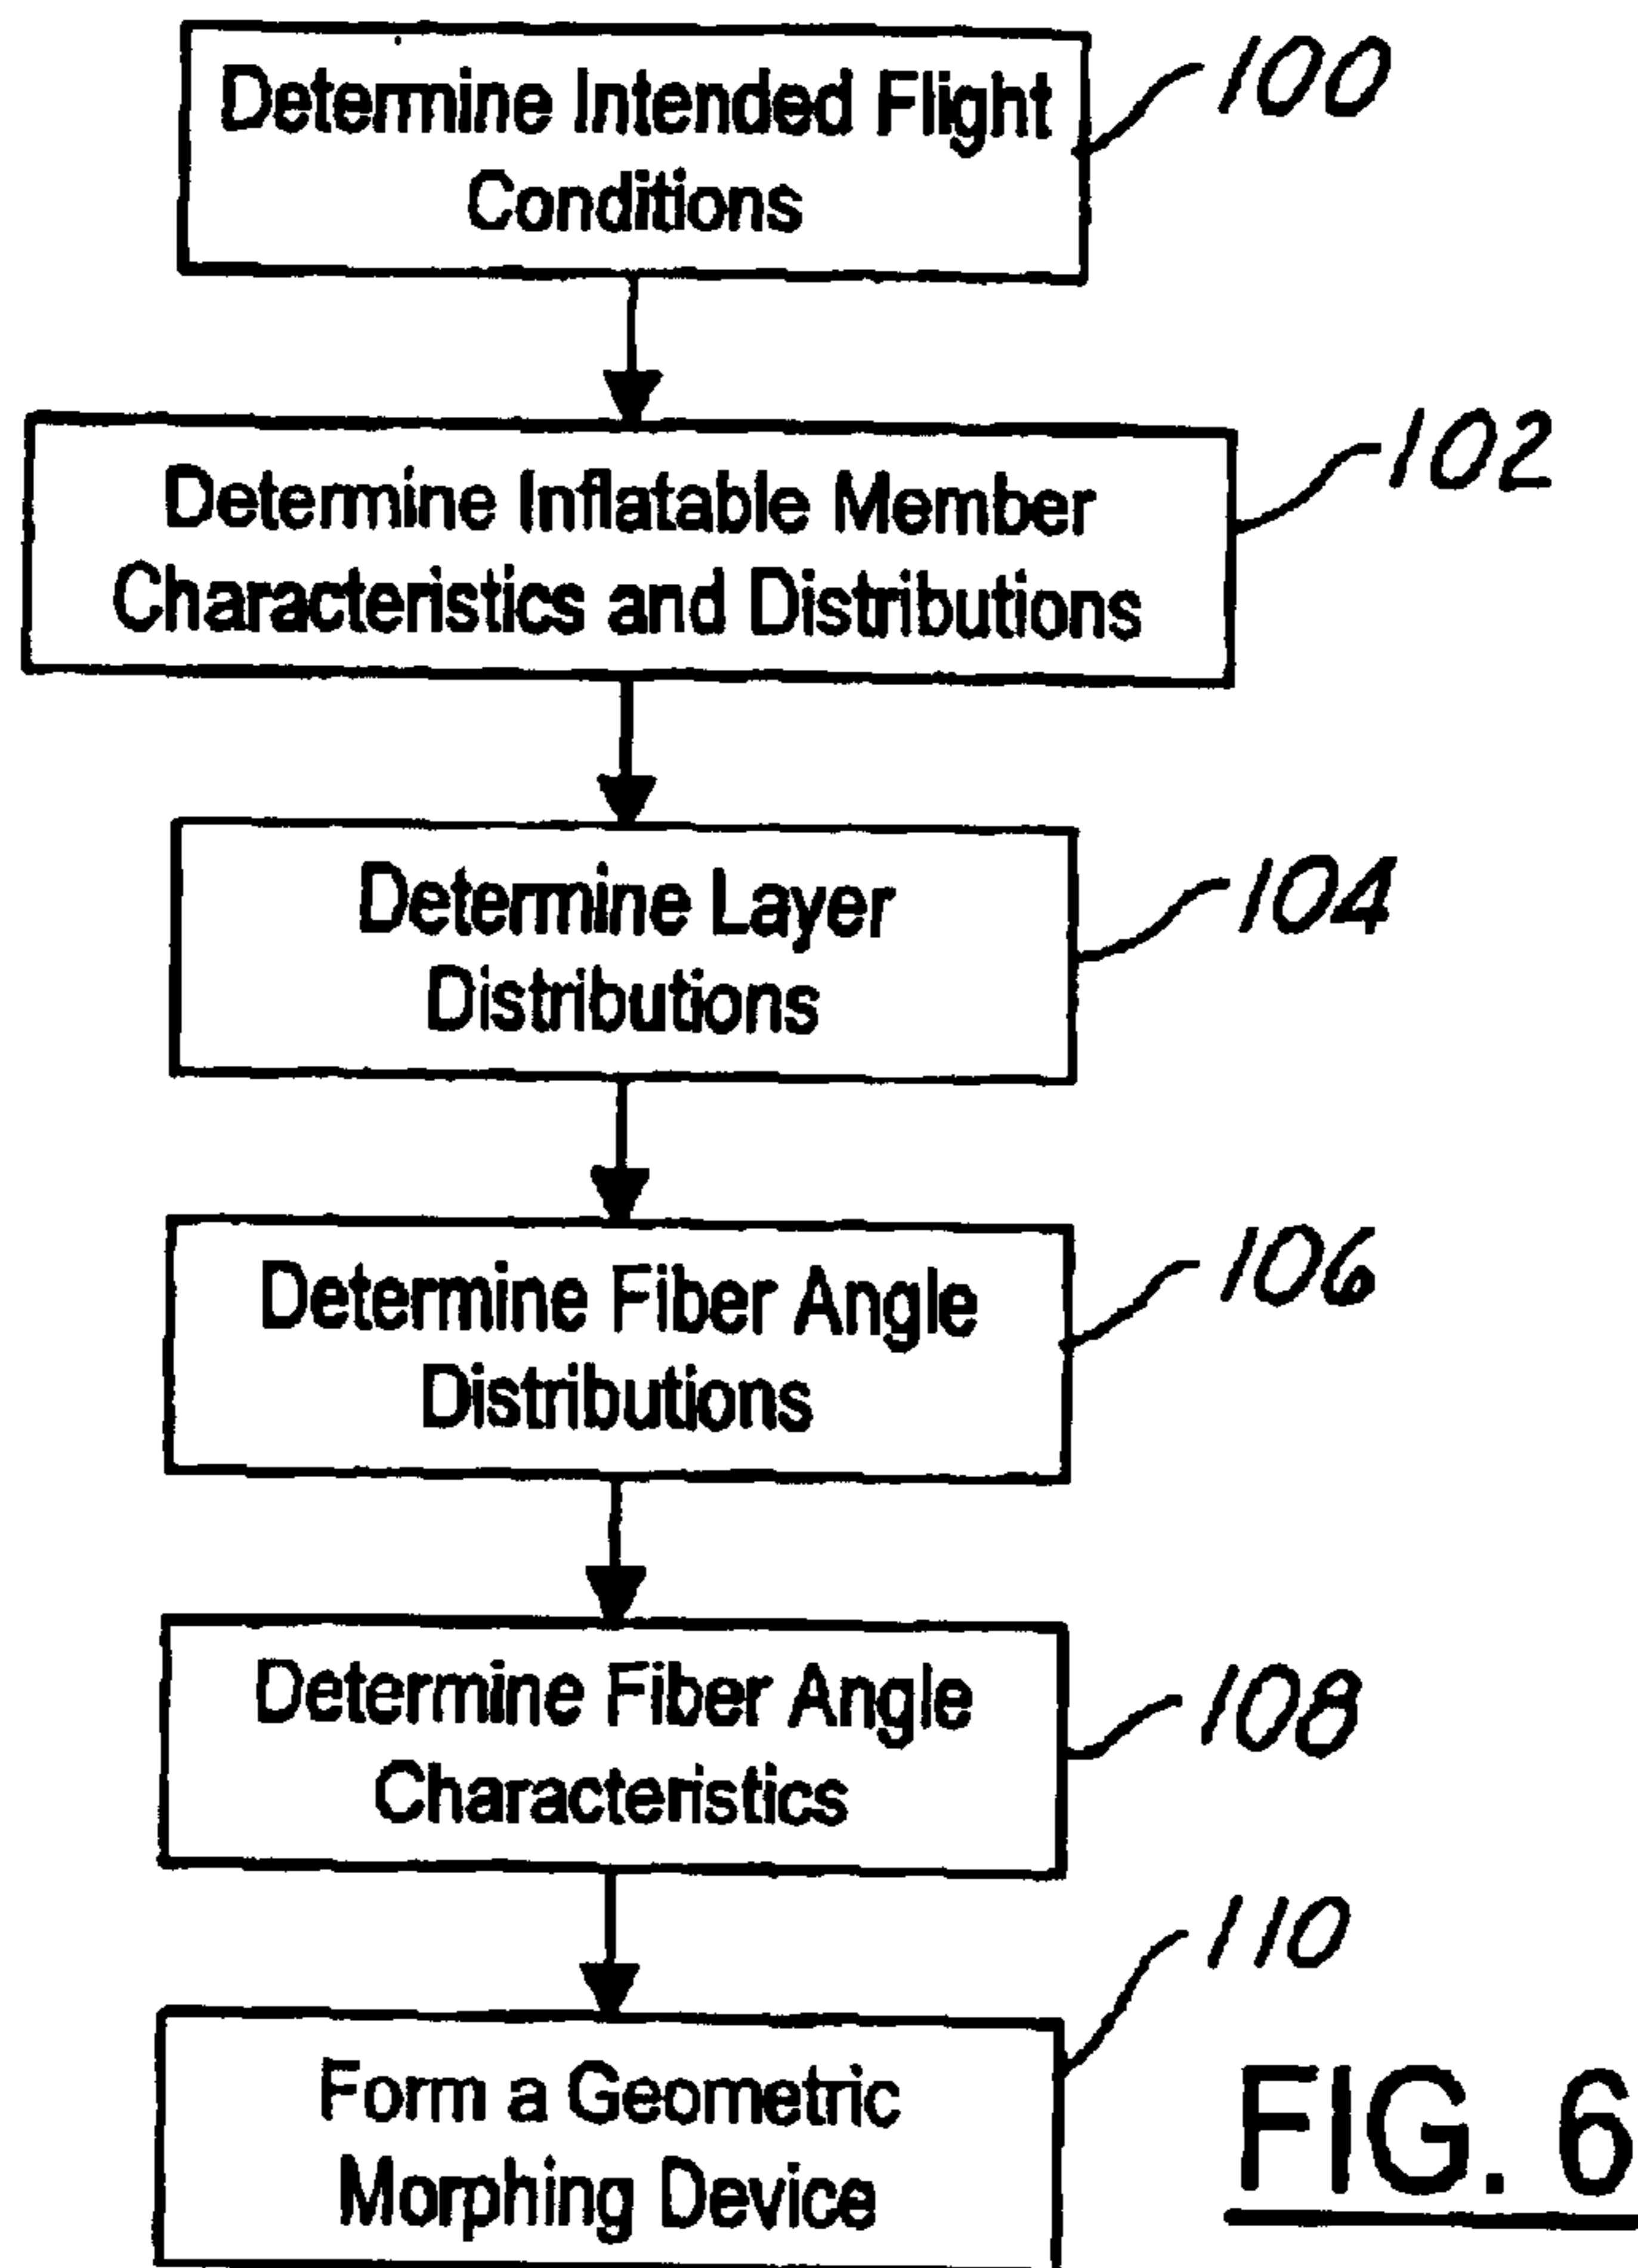 Determine Intended Flight
Conditions
100
Determine Inflatable Member
Characteristics and Distributions
102
Determine Layer
Distributions
104
Determine Fiber Angle
Distributions
106
Determine Fiber Angle
Characteristics
108
Form a Geometric
Morphing Device
110
FIG. 6